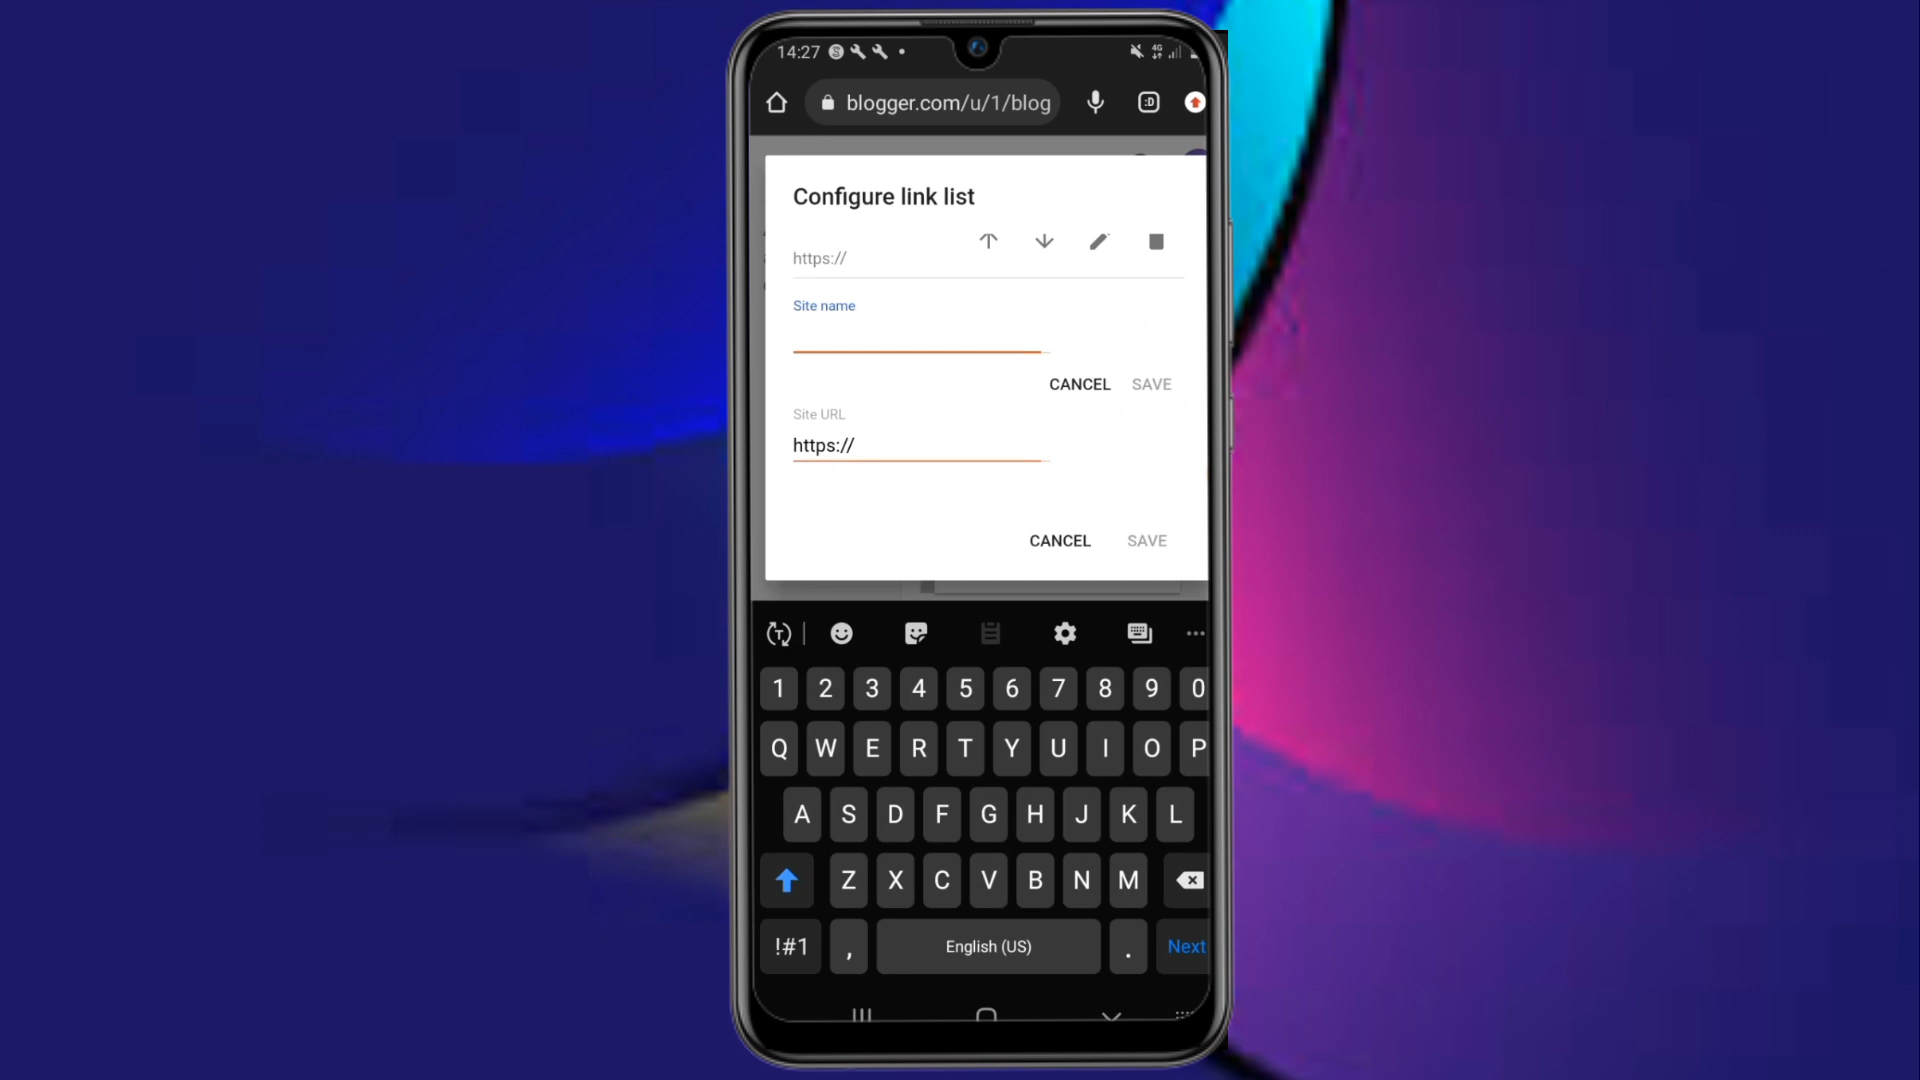 14:27
4G
blogger.com/u/1/blog
:D
Configure link list
https://
Site name
CANCEL SAVE
Site URL
https://
CANCEL SAVE
T
1 2 3 4 5 6 7 8 9 0
Q W E R T Y U I O P
A S D F G H J K L
Z X C V B N M
!#1 , English (US) . Next